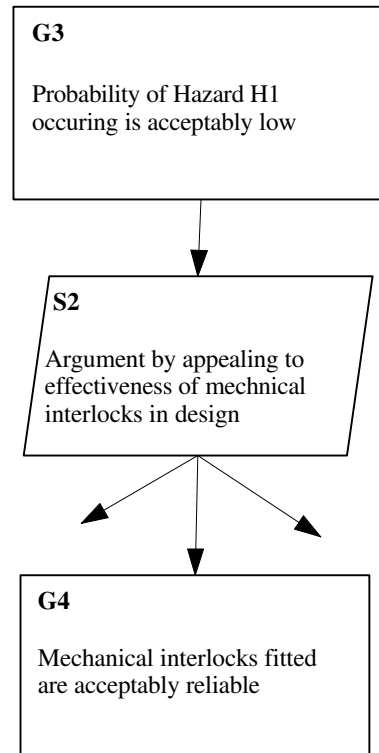 G3
Probability of Hazard H1
occuring is acceptably low
S2
Argument by appealing to
effectiveness of mechnical
interlocks in design
G4
Mechanical interlocks fitted
are acceptably reliable